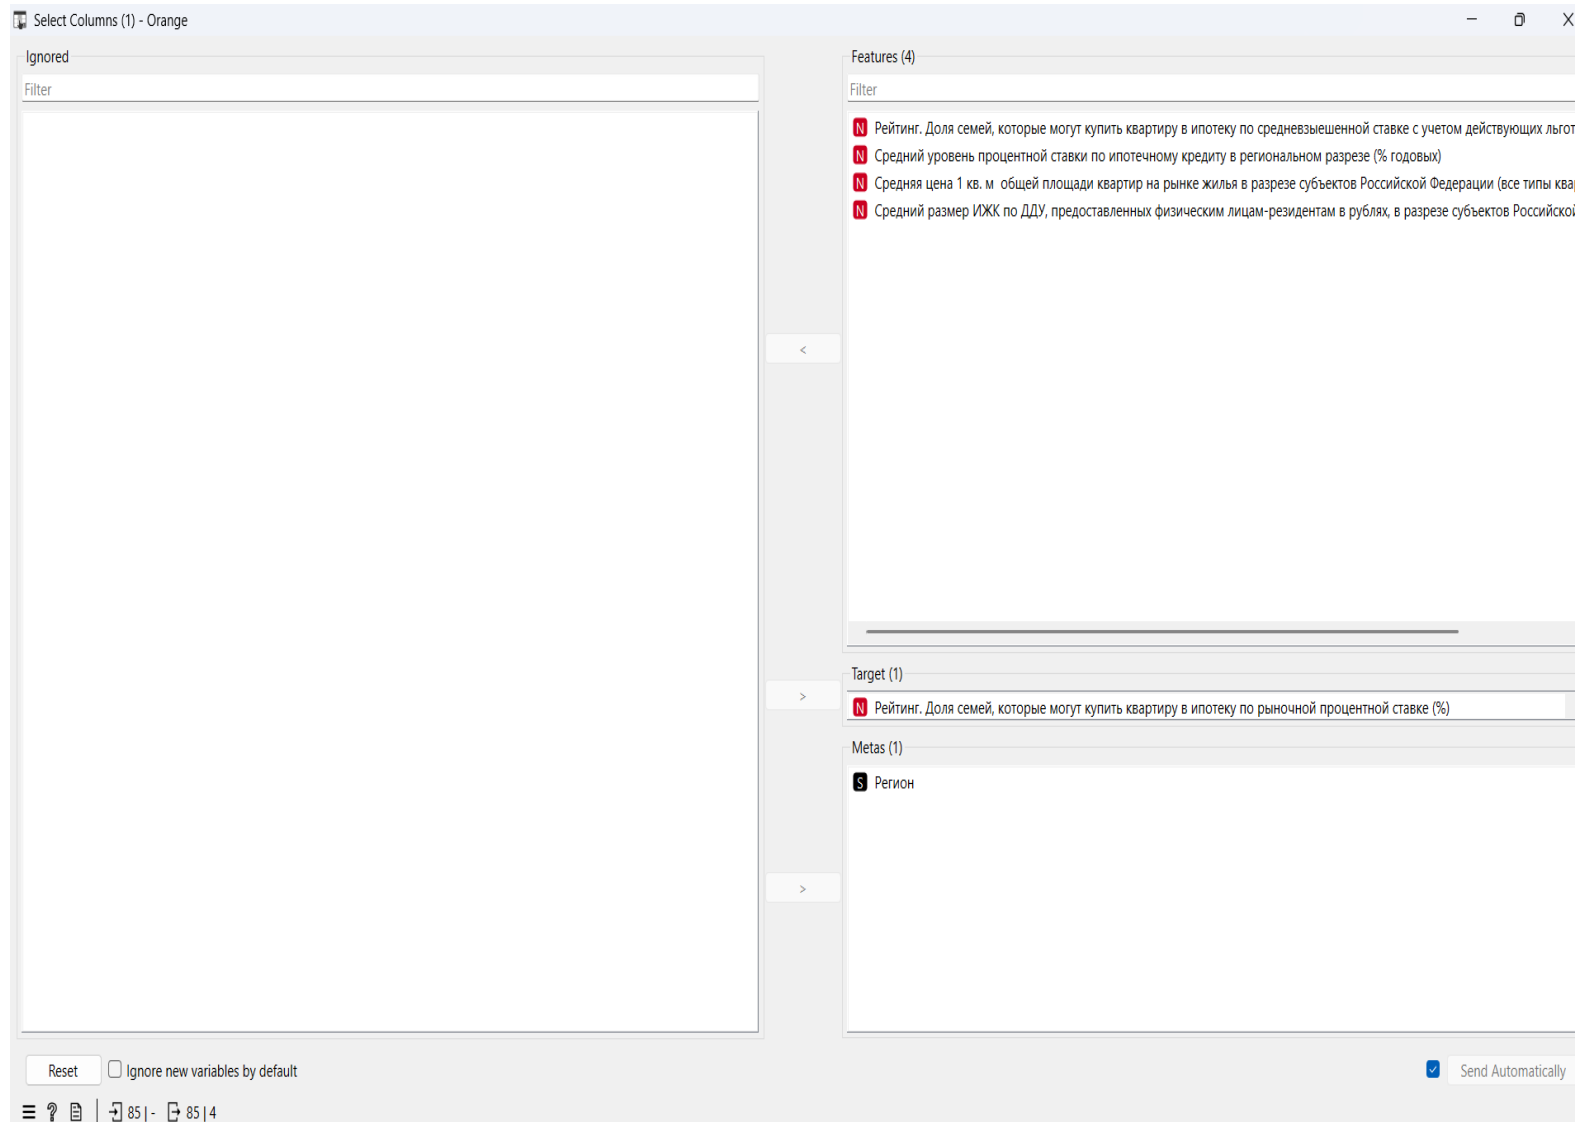 Select Columns (1) - Orange
Ignored
Filter
Features (4)
Filter
N Рейтинг. Доля семей, которые могут купить квартиру в ипотеку по средневзыешенной ставке с учетом действующих льгот
N Средний уровень процентной ставки по ипотечному кредиту в региональном разрезе (% годовых)
N Средняя цена 1 кв. м общей площади квартир на рынке жилья в разрезе субъектов Российской Федерации (все типы ква
N Средний размер ИЖК по ДДУ, предоставленных физическим лицам-резидентам в рублях, в разрезе субъектов Российской
<
Target (1)
>
N Рейтинг. Доля семей, которые могут купить квартиру в ипотеку по рыночной процентной ставке (%)
Metas (1)
S Регион
>
Reset
Ignore new variables by default
Send Automatically
? 85 | - 85 | 4